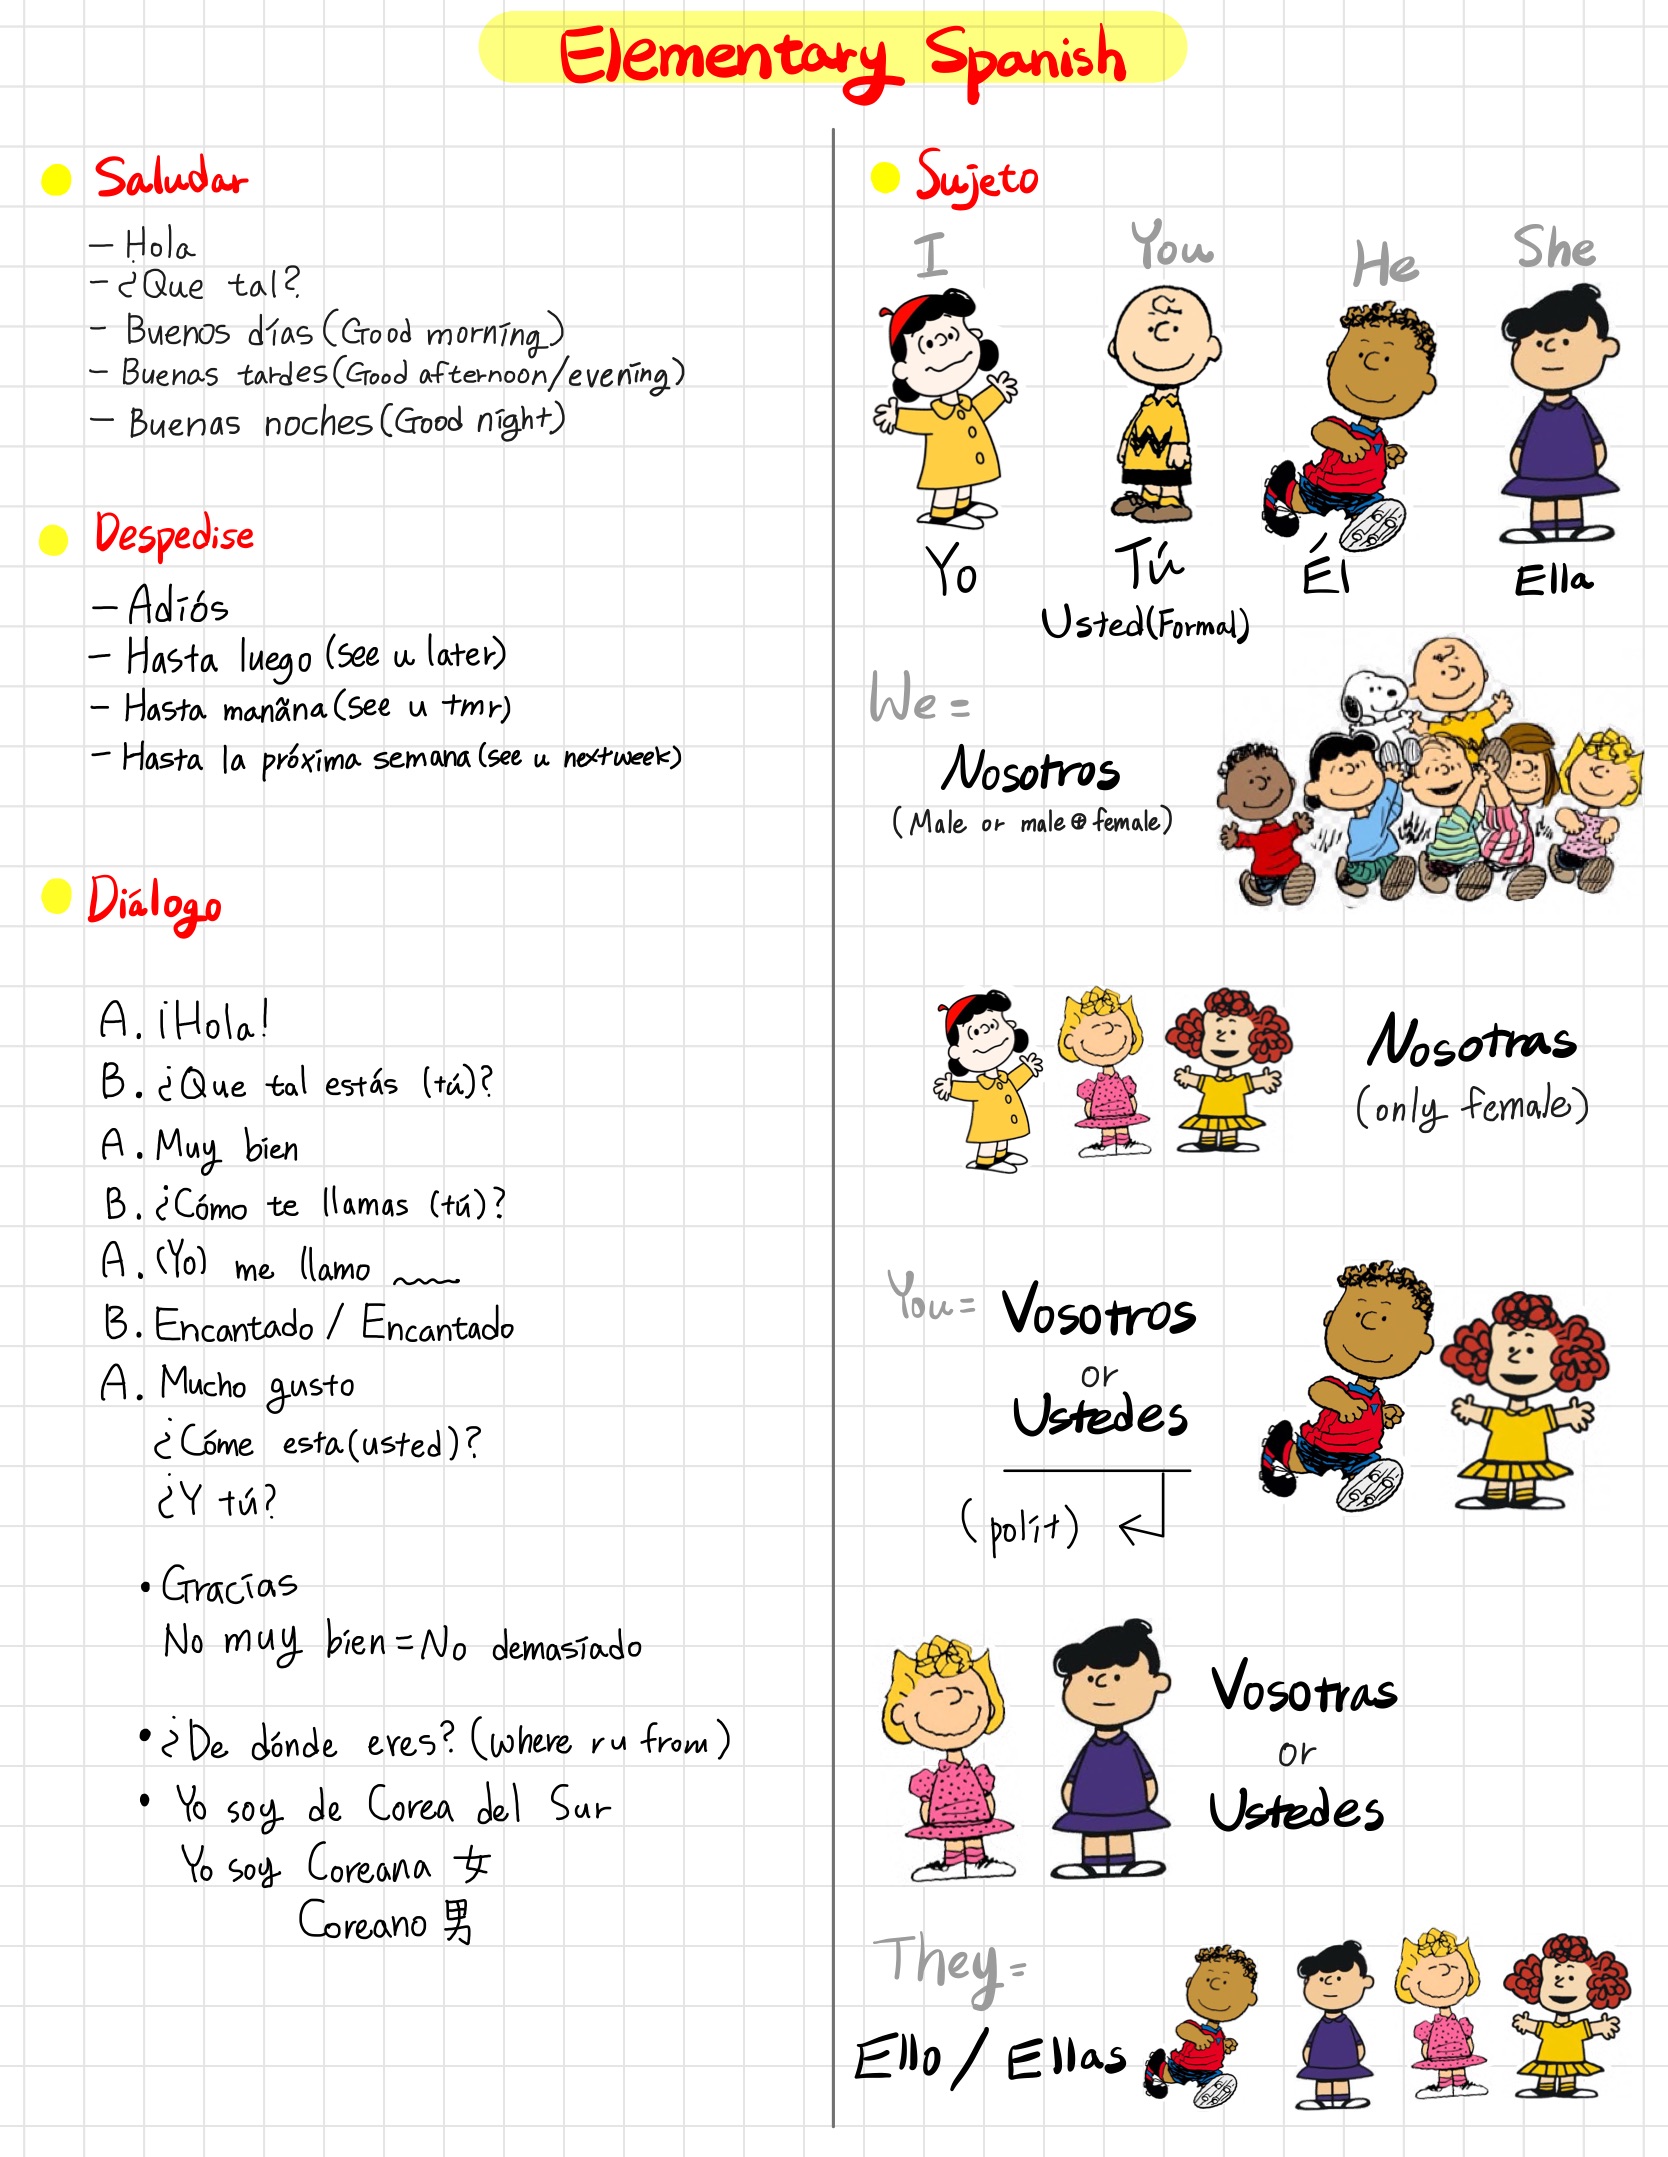 Elementary Spanish
Saludar
– Hola
– ¿Que tal?
– Buenos días (Good morning)
– Buenas tardes (Good afternoon/evening)
– Buenas noches (Good night)
Despedise
– Adiós
– Hasta luego (see u later)
– Hasta manãna (see u tmr)
– Hasta la próxima semana (see u next week)
Diálogo
A. ¡Hola!
B. ¿Que tal estás (tú)?
A. Muy bien
B. ¿Cómo te llamas (tú)?
A. (Yo) me llamo ﹏﹏
B. Encantado / Encantado
A. Mucho gusto
¿Cóme esta (usted)?
¿Y tú?
• Gracias
No muy bien = No demasiado
• ¿De dónde eres? (where r u from)
• Yo soy de Corea del Sur
Yo soy Coreana 女
Coreano 男
Sujeto
I You He She
Yo Tú Él Ella
Usted (Formal)
We =
Nosotros
(Male or male ⊕ female)
Nosotras
(only female)
You = Vosotros
or
Ustedes
(polit)
Vosotras
or
Ustedes
They =
Ello / Ellas